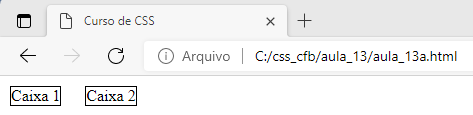 Curso de CSS
Arquivo C:/css_cfb/aula_13/aula_13a.html
Caixa 1 Caixa 2